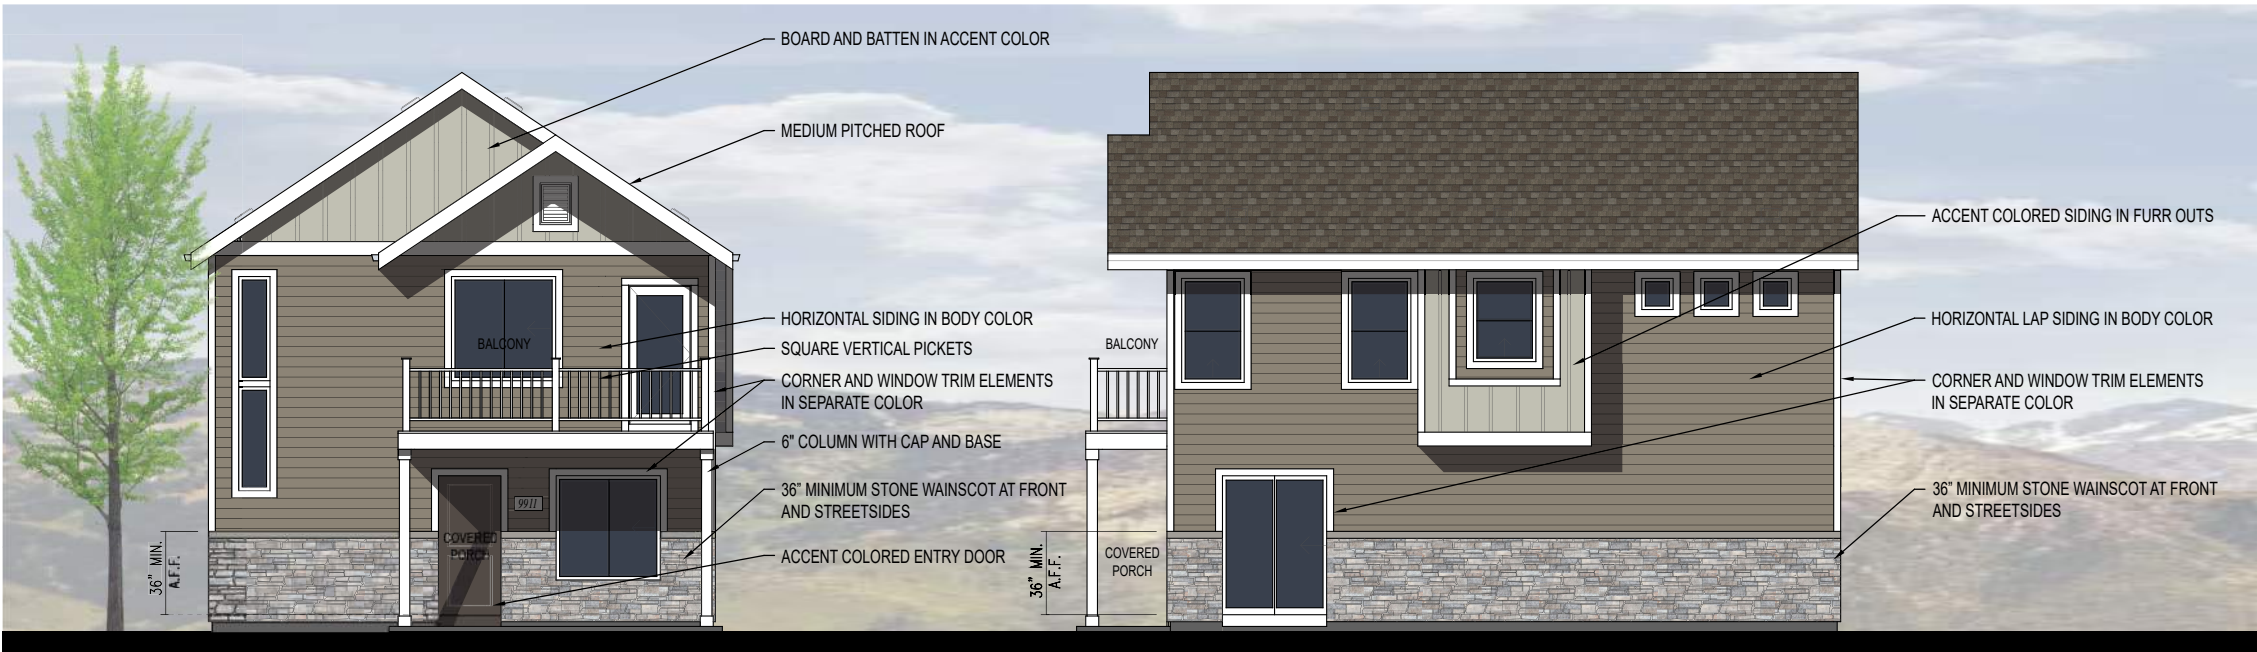 BOARD AND BATTEN IN ACCENT COLOR
MEDIUM PITCHED ROOF
HORIZONTAL SIDING IN BODY COLOR
BALCONY
SQUARE VERTICAL PICKETS
CORNER AND WINDOW TRIM ELEMENTS
IN SEPARATE COLOR
6" COLUMN WITH CAP AND BASE
36" MINIMUM STONE WAINSCOT AT FRONT
AND STREETSIDES
9911
COVERED
PORCH
ACCENT COLORED ENTRY DOOR
36" MIN.
A.F.F.
ACCENT COLORED SIDING IN FURR OUTS
HORIZONTAL LAP SIDING IN BODY COLOR
BALCONY
CORNER AND WINDOW TRIM ELEMENTS
IN SEPARATE COLOR
36" MINIMUM STONE WAINSCOT AT FRONT
AND STREETSIDES
COVERED
PORCH
36" MIN.
A.F.F.